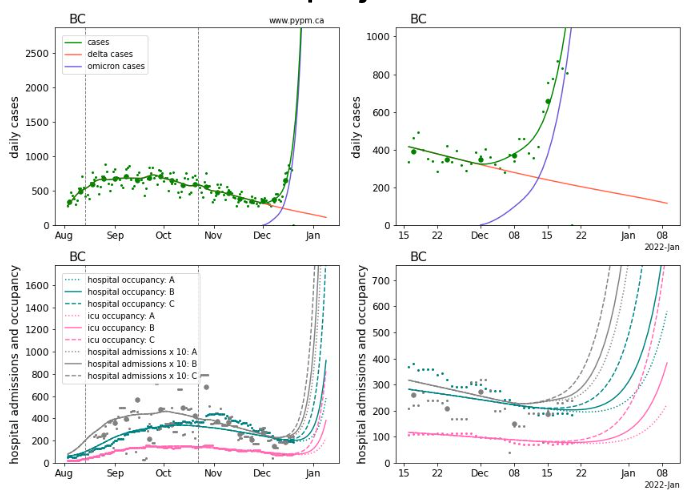 BC
www.pypm.ca
daily cases
2500
2000
1500
1000
500
0
cases
delta cases
omicron cases
Aug Sep Oct Nov Dec Jan
BC
daily cases
1000
800
600
400
200
0
15 22 Dec 08 15 22 Jan 08
2022-Jan
BC
hospital admissions and occupancy
1600
1400
1200
1000
800
600
400
200
0
hospital occupancy: A
hospital occupancy: B
hospital occupancy: C
icu occupancy: A
icu occupancy: B
icu occupancy: C
hospital admissions x 10: A
hospital admissions x 10: B
hospital admissions x 10: C
Aug Sep Oct Nov Dec Jan
BC
hospital admissions and occupancy
700
600
500
400
300
200
100
0
15 22 Dec 08 15 22 Jan 08
2022-Jan